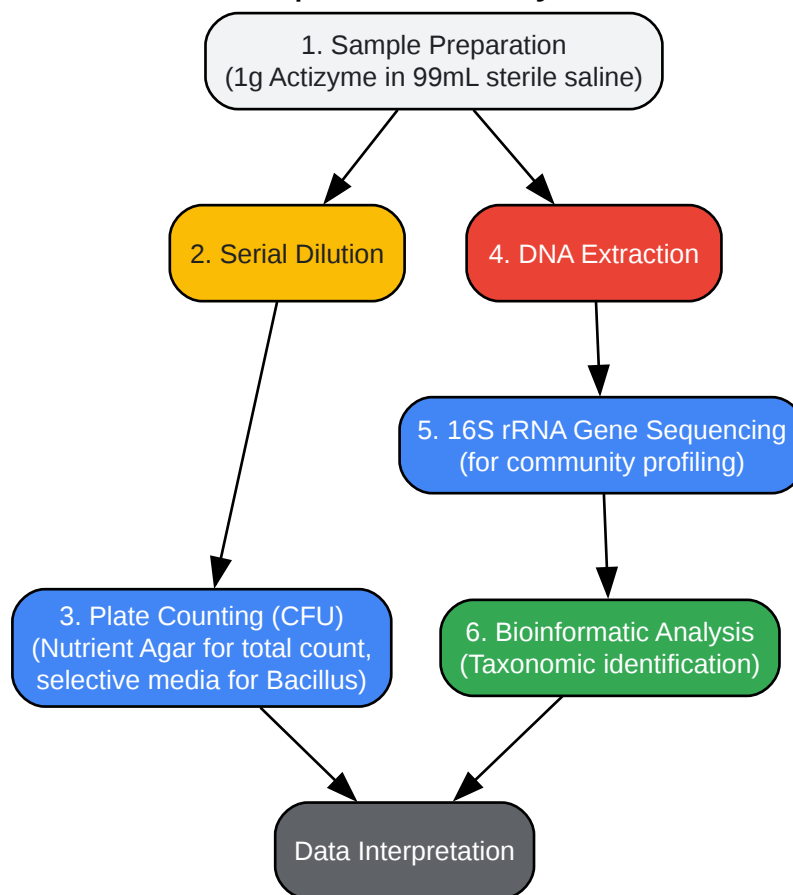 1. Sample Preparation
(1g Actizyme in 99mL sterile saline)
2. Serial Dilution
4. DNA Extraction
5. 16S rRNA Gene Sequencing
(for community profiling)
3. Plate Counting (CFU)
(Nutrient Agar for total count,
selective media for Bacillus)
6. Bioinformatic Analysis
(Taxonomic identification)
Data Interpretation